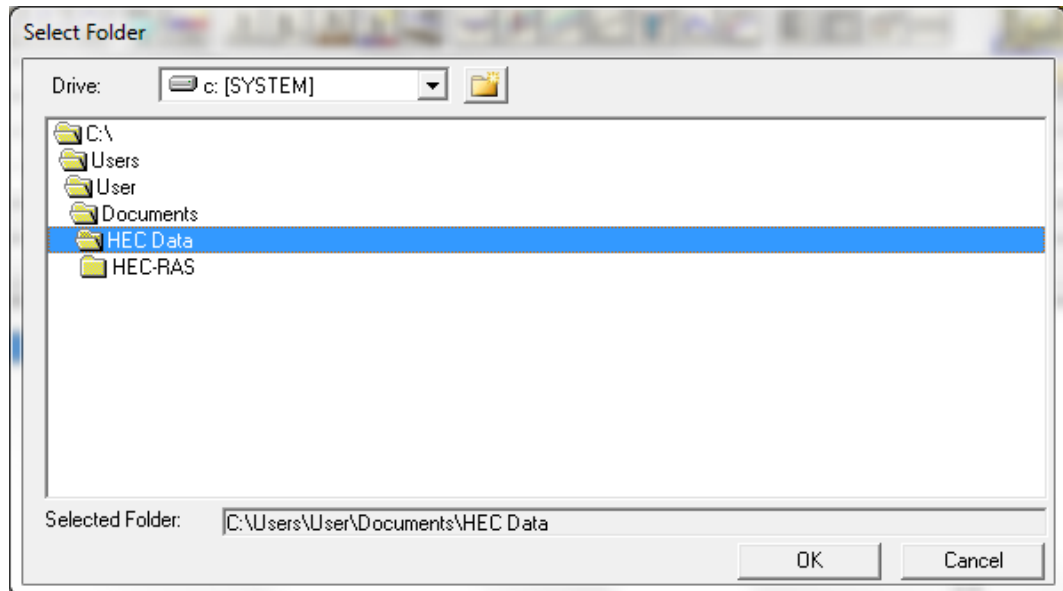 Select Folder
Drive: c: [SYSTEM]
C:\
Users
User
Documents
HEC Data
HEC-RAS
Selected Folder: C:\Users\User\Documents\HEC Data
OK Cancel